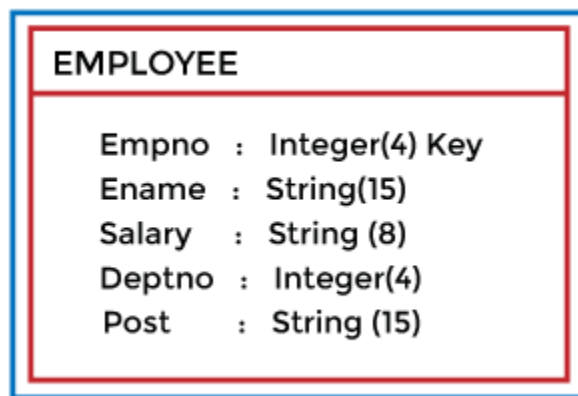 EMPLOYEE
Empno : Integer(4) Key
Ename : String(15)
Salary : String (8)
Deptno : Integer(4)
Post : String (15)